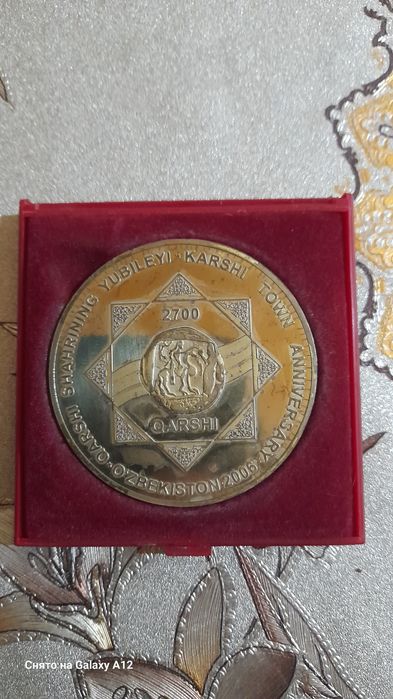 QARSHI SHAHRINING YUBILEYI · KARSHI TOWN ANNIVERSARY
2700
QARSHI
O'ZBEKISTON·2006
Снято на Galaxy A12